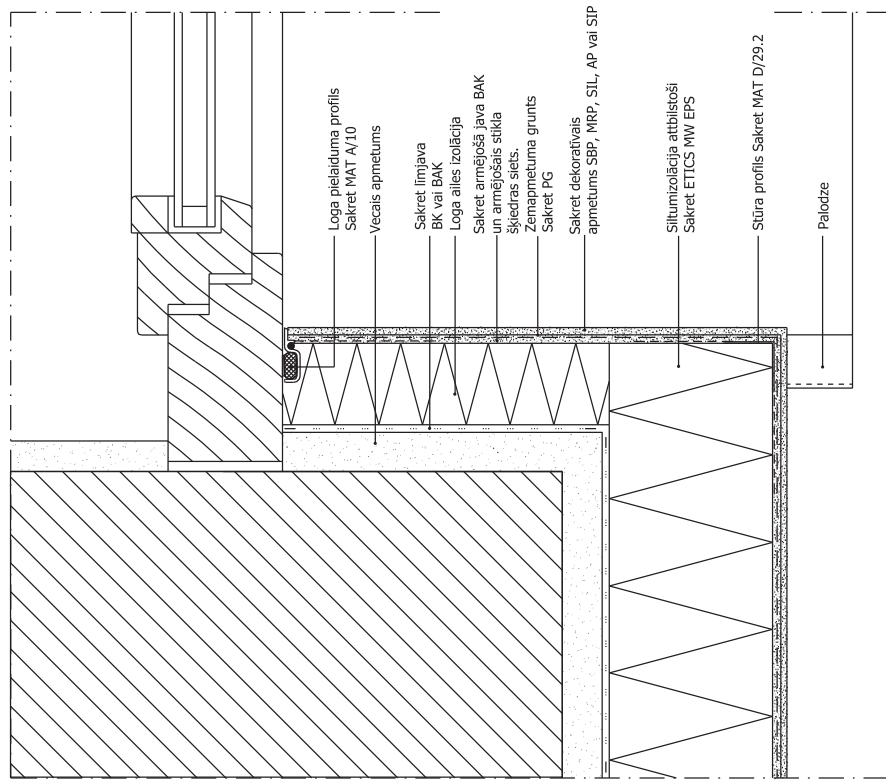 Loga pielaiduma profils
Sakret MAT A/10
Vecais apmetums
Sakret līmjava
BK vai BAK
Loga ailes izolācija
Sakret armējošā java BAK
un armējošais stikla
šķiedras siets.
Zemapmetuma grunts
Sakret PG
Sakret dekoratīvais
apmetums SBP, MRP, SIL, AP vai SIP
Siltumizolācija attbilstoši
Sakret ETICS MW EPS
Stūra profils Sakret MAT D/29.2
Palodze